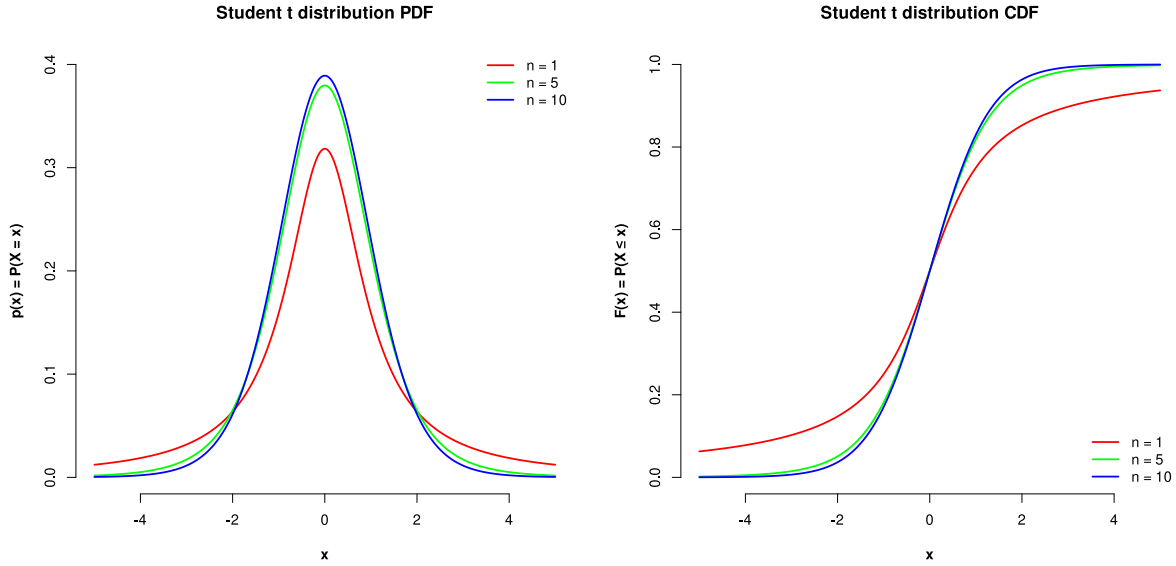 Student t distribution PDF
p(x) = P(X = x)
0.4
0.3
0.2
0.1
0.0
n = 1
n = 5
n = 10
-4 -2 0 2 4
x
Student t distribution CDF
F(x) = P(X ≤ x)
1.0
0.8
0.6
0.4
0.2
0.0
n = 1
n = 5
n = 10
-4 -2 0 2 4
x